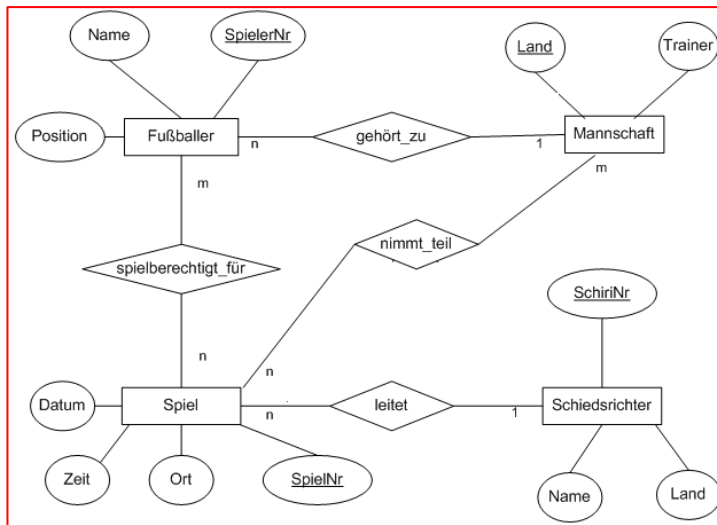 Name
SpielerNr
Land
Trainer
Position
Fußballer
n
gehört_zu
1
Mannschaft
m
m
nimmt_teil
spielberechtigt_für
SchiriNr
n
n
Datum
Spiel
n
leitet
1
Schiedsrichter
Zeit
Ort
SpielNr
Name
Land